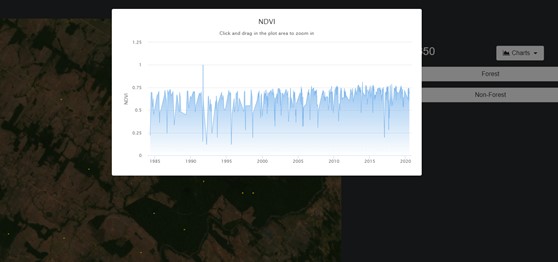 NDVI
Click and drag in the plot area to zoom in
1.25
1
0.75
0.5
0.25
0
NDVI
1985 1990 1995 2000 2005 2010 2015 2020
50
Charts
Forest
Non-Forest